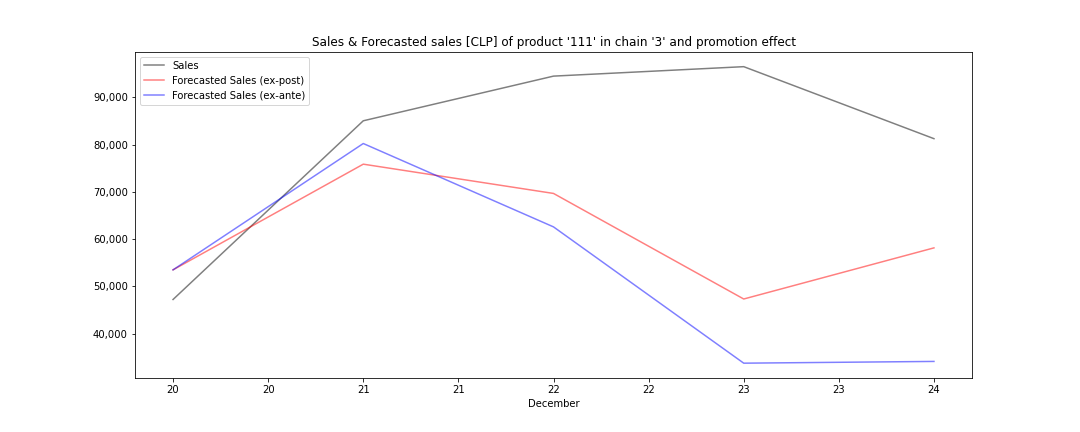 Sales & Forecasted sales [CLP] of product '111' in chain '3' and promotion effect
Sales
Forecasted Sales (ex-post)
Forecasted Sales (ex-ante)
90,000
80,000
70,000
60,000
50,000
40,000
20 20 21 21 22 22 23 23 24
December